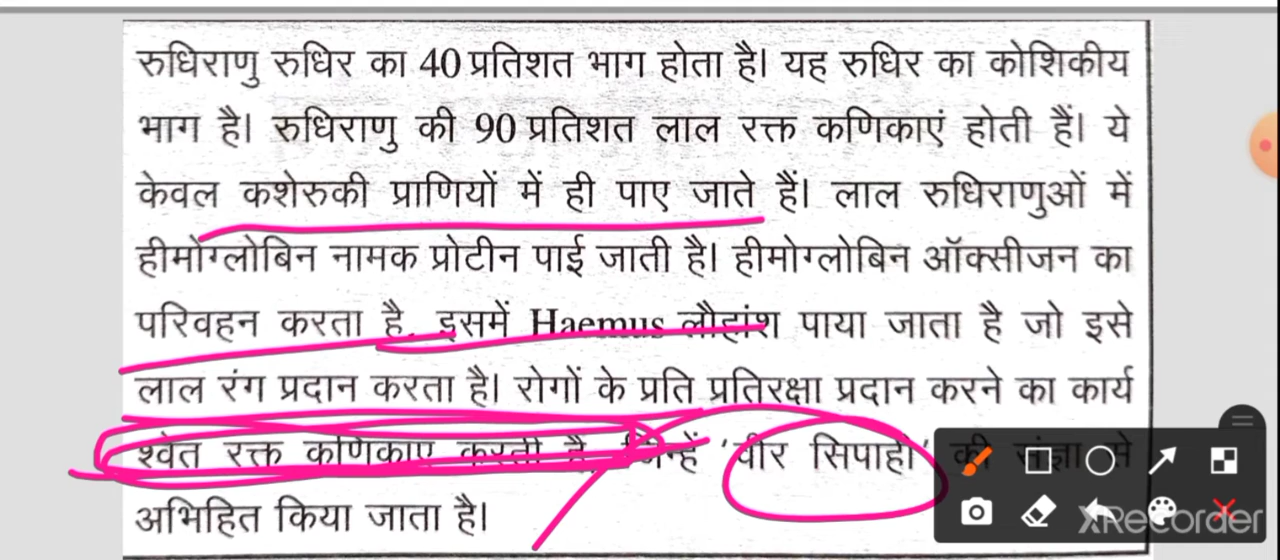 रुधिराणु रुधिर का 40 प्रतिशत भाग होता है। यह रुधिर का कोशिकीय
भाग है। रुधिराणु की 90 प्रतिशत लाल रक्त कणिकाएं होती हैं। ये
केवल कशेरुकी प्राणियों में ही पाए जाते हैं। लाल रुधिराणुओं में
हीमोग्लोबिन नामक प्रोटीन पाई जाती है। हीमोग्लोबिन ऑक्सीजन का
परिवहन करता है, इसमें Haemus लौहांश पाया जाता है जो इसे
लाल रंग प्रदान करता है। रोगों के प्रति प्रतिरक्षा प्रदान करने का कार्य
श्वेत रक्त कणिकाएं करती है, जिन्हें 'वीर सिपाही' की संज्ञा से
अभिहित किया जाता है।
XRecorder